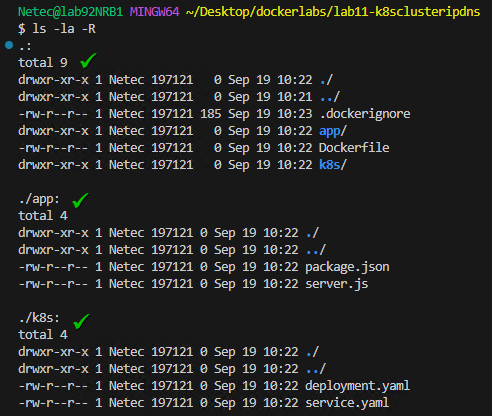 Netec@lab92NRB1 MINGW64 ~/Desktop/dockerlabs/lab11-k8sclusteripdns
$ ls -la -R
.:
total 9
drwxr-xr-x 1 Netec 197121   0 Sep 19 10:22 ./
drwxr-xr-x 1 Netec 197121   0 Sep 19 10:21 ../
-rw-r--r-- 1 Netec 197121 185 Sep 19 10:23 .dockerignore
drwxr-xr-x 1 Netec 197121   0 Sep 19 10:22 app/
-rw-r--r-- 1 Netec 197121   0 Sep 19 10:22 Dockerfile
drwxr-xr-x 1 Netec 197121   0 Sep 19 10:22 k8s/

./app:
total 4
drwxr-xr-x 1 Netec 197121 0 Sep 19 10:22 ./
drwxr-xr-x 1 Netec 197121 0 Sep 19 10:22 ../
-rw-r--r-- 1 Netec 197121 0 Sep 19 10:22 package.json
-rw-r--r-- 1 Netec 197121 0 Sep 19 10:22 server.js

./k8s:
total 4
drwxr-xr-x 1 Netec 197121 0 Sep 19 10:22 ./
drwxr-xr-x 1 Netec 197121 0 Sep 19 10:22 ../
-rw-r--r-- 1 Netec 197121 0 Sep 19 10:22 deployment.yaml
-rw-r--r-- 1 Netec 197121 0 Sep 19 10:22 service.yaml